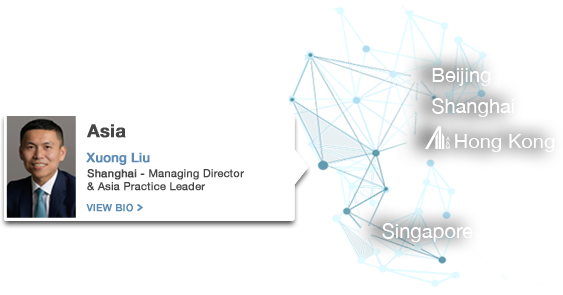 Asia
Xuong Liu
Shanghai - Managing Director
& Asia Practice Leader
VIEW BIO >
Beijing
Shanghai
Hong Kong
Singapore